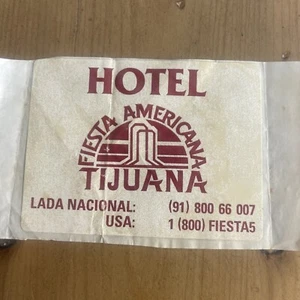 HOTEL
FIESTA AMERICANA
TIJUANA
LADA NACIONAL: (91) 800 66 007
USA: 1 (800) FIESTA5